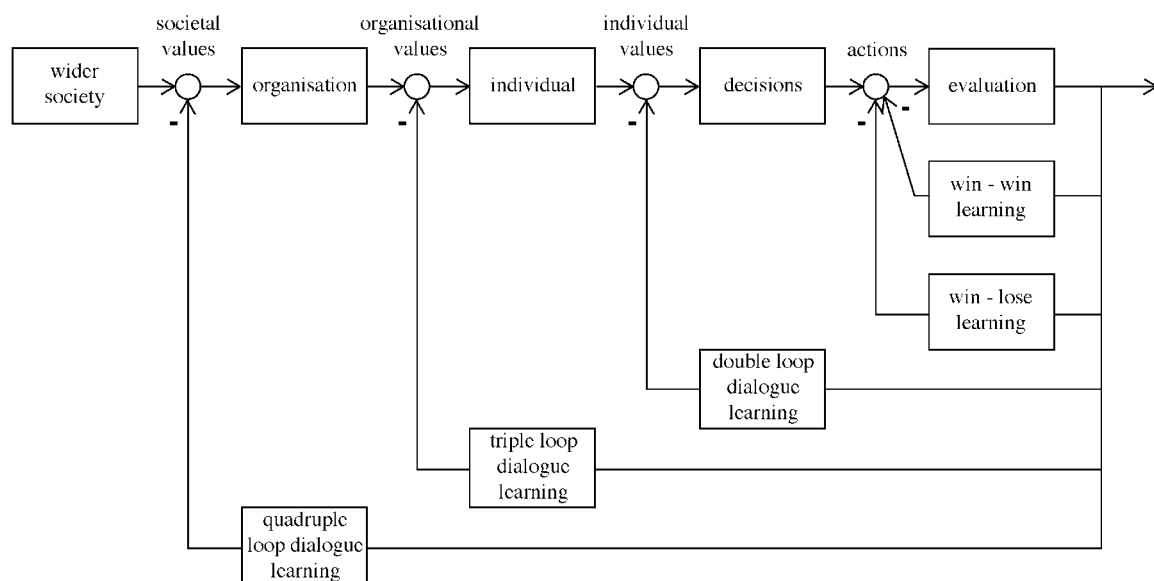 societal
values
organisational
values
individual
values
actions
wider
society
organisation
individual
decisions
evaluation
-
-
-
-
-
win - win
learning
win - lose
learning
double loop
dialogue
learning
triple loop
dialogue
learning
quadruple
loop dialogue
learning